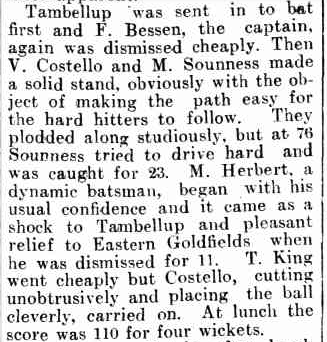 Tambellup was sent in to bat
first and F. Bessen, the captain,
again was dismissed cheaply. Then
V. Costello and M. Sounness made
a solid stand, obviously with the ob-
ject of making the path easy for
the hard hitters to follow. They
plodded along studiously, but at 76
Sounness tried to drive hard and
was caught for 23. M. Herbert, a
dynamic batsman, began with his
usual confidence and it came as a
shock to Tambellup and pleasant
relief to Eastern Goldfields when
he was dismissed for 11. T. King
went cheaply but Costello, cutting
unobtrusively and placing the ball
cleverly, carried on. At lunch the
score was 110 for four wickets.